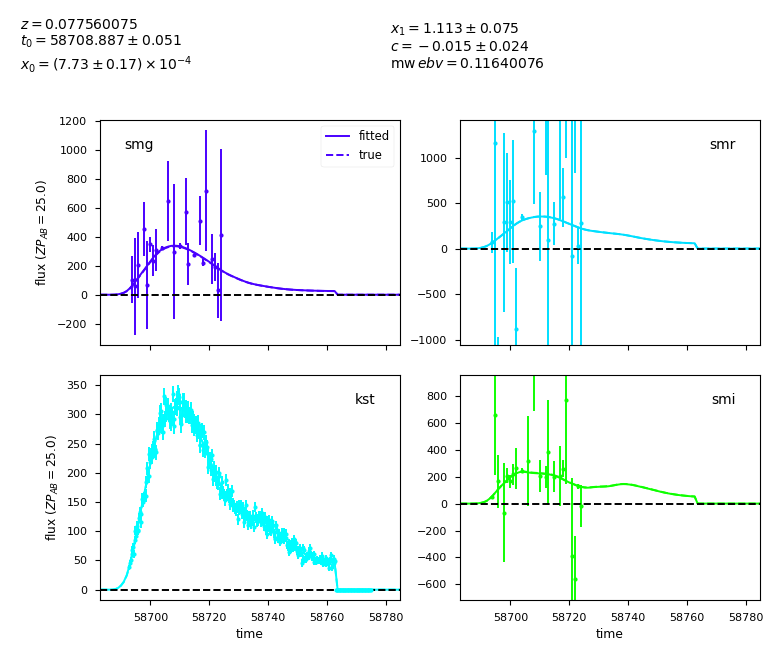 z = 0.077560075
t₀ = 58708.887 ± 0.051
x₀ = (7.73 ± 0.17) × 10⁻⁴
x₁ = 1.113 ± 0.075
c = −0.015 ± 0.024
mw ebv = 0.11640076
smg
fitted
true
1200
1000
800
600
400
200
0
−200
flux (ZP_AB = 25.0)
smr
1000
500
0
−500
−1000
kst
350
300
250
200
150
100
50
0
flux (ZP_AB = 25.0)
58700 58720 58740 58760 58780
time
smi
800
600
400
200
0
−200
−400
−600
58700 58720 58740 58760 58780
time